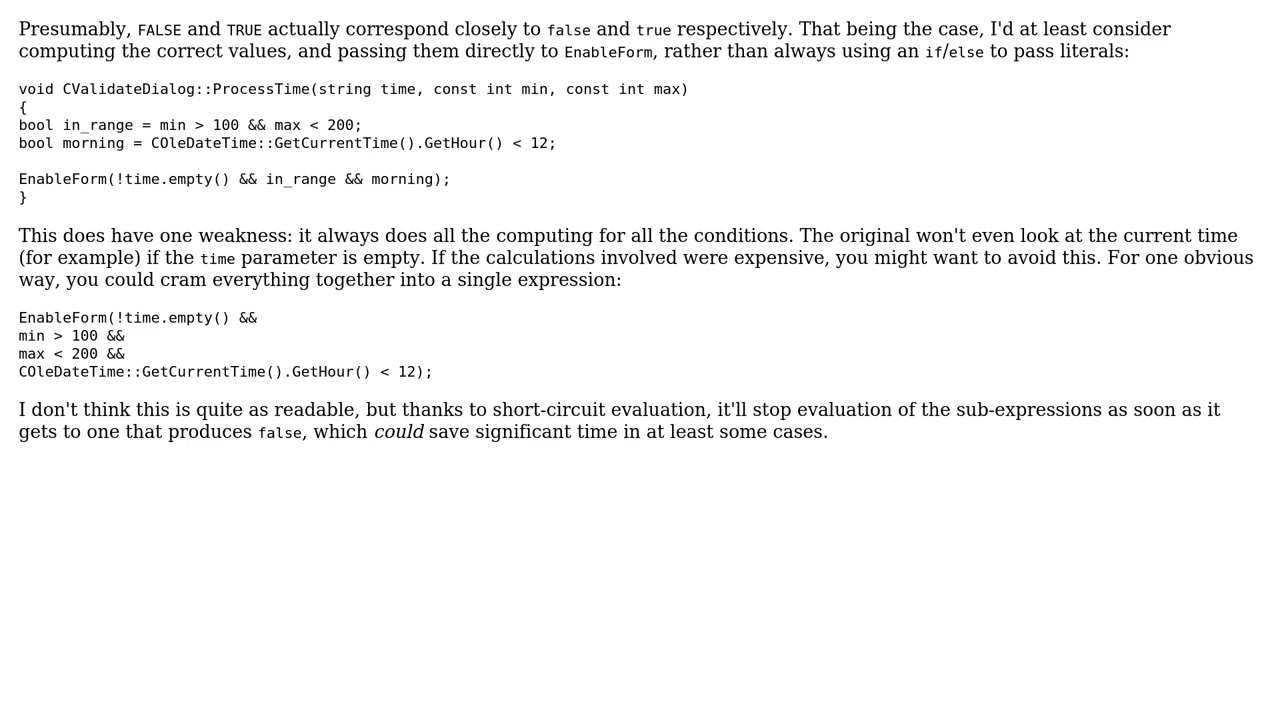 Presumably, FALSE and TRUE actually correspond closely to false and true respectively. That being the case, I'd at least consider
computing the correct values, and passing them directly to EnableForm, rather than always using an if/else to pass literals:
void CValidateDialog::ProcessTime(string time, const int min, const int max)
{
bool in_range = min > 100 && max < 200;
bool morning = COleDateTime::GetCurrentTime().GetHour() < 12;
EnableForm(!time.empty() && in_range && morning);
}
This does have one weakness: it always does all the computing for all the conditions. The original won't even look at the current time
(for example) if the time parameter is empty. If the calculations involved were expensive, you might want to avoid this. For one obvious
way, you could cram everything together into a single expression:
EnableForm(!time.empty() &&
min > 100 &&
max < 200 &&
COleDateTime::GetCurrentTime().GetHour() < 12);
I don't think this is quite as readable, but thanks to short-circuit evaluation, it'll stop evaluation of the sub-expressions as soon as it
gets to one that produces false, which could save significant time in at least some cases.